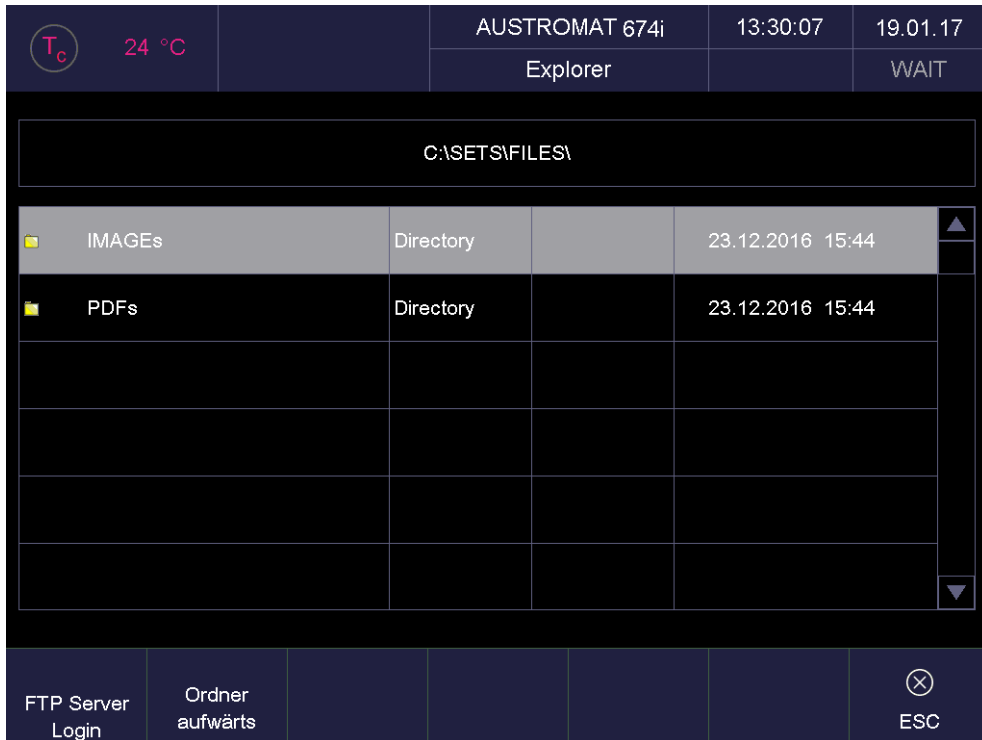 Tc 24 °C AUSTROMAT 674i 13:30:07 19.01.17
Explorer WAIT
C:\SETS\FILES\
IMAGEs Directory 23.12.2016 15:44
PDFs Directory 23.12.2016 15:44
FTP Server
Login
Ordner
aufwärts
ESC